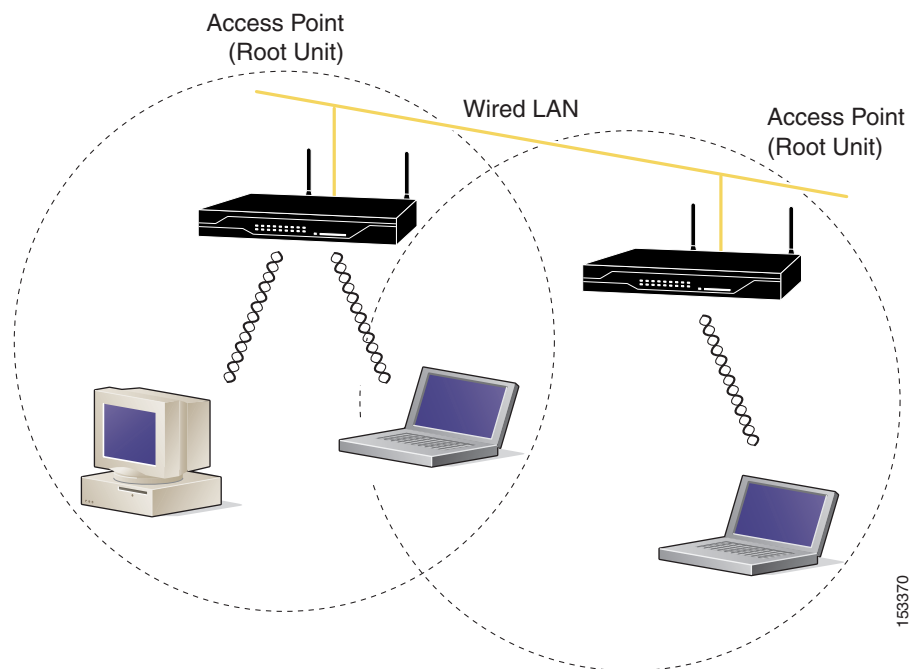 Access Point
(Root Unit)
Wired LAN
Access Point
(Root Unit)
153370